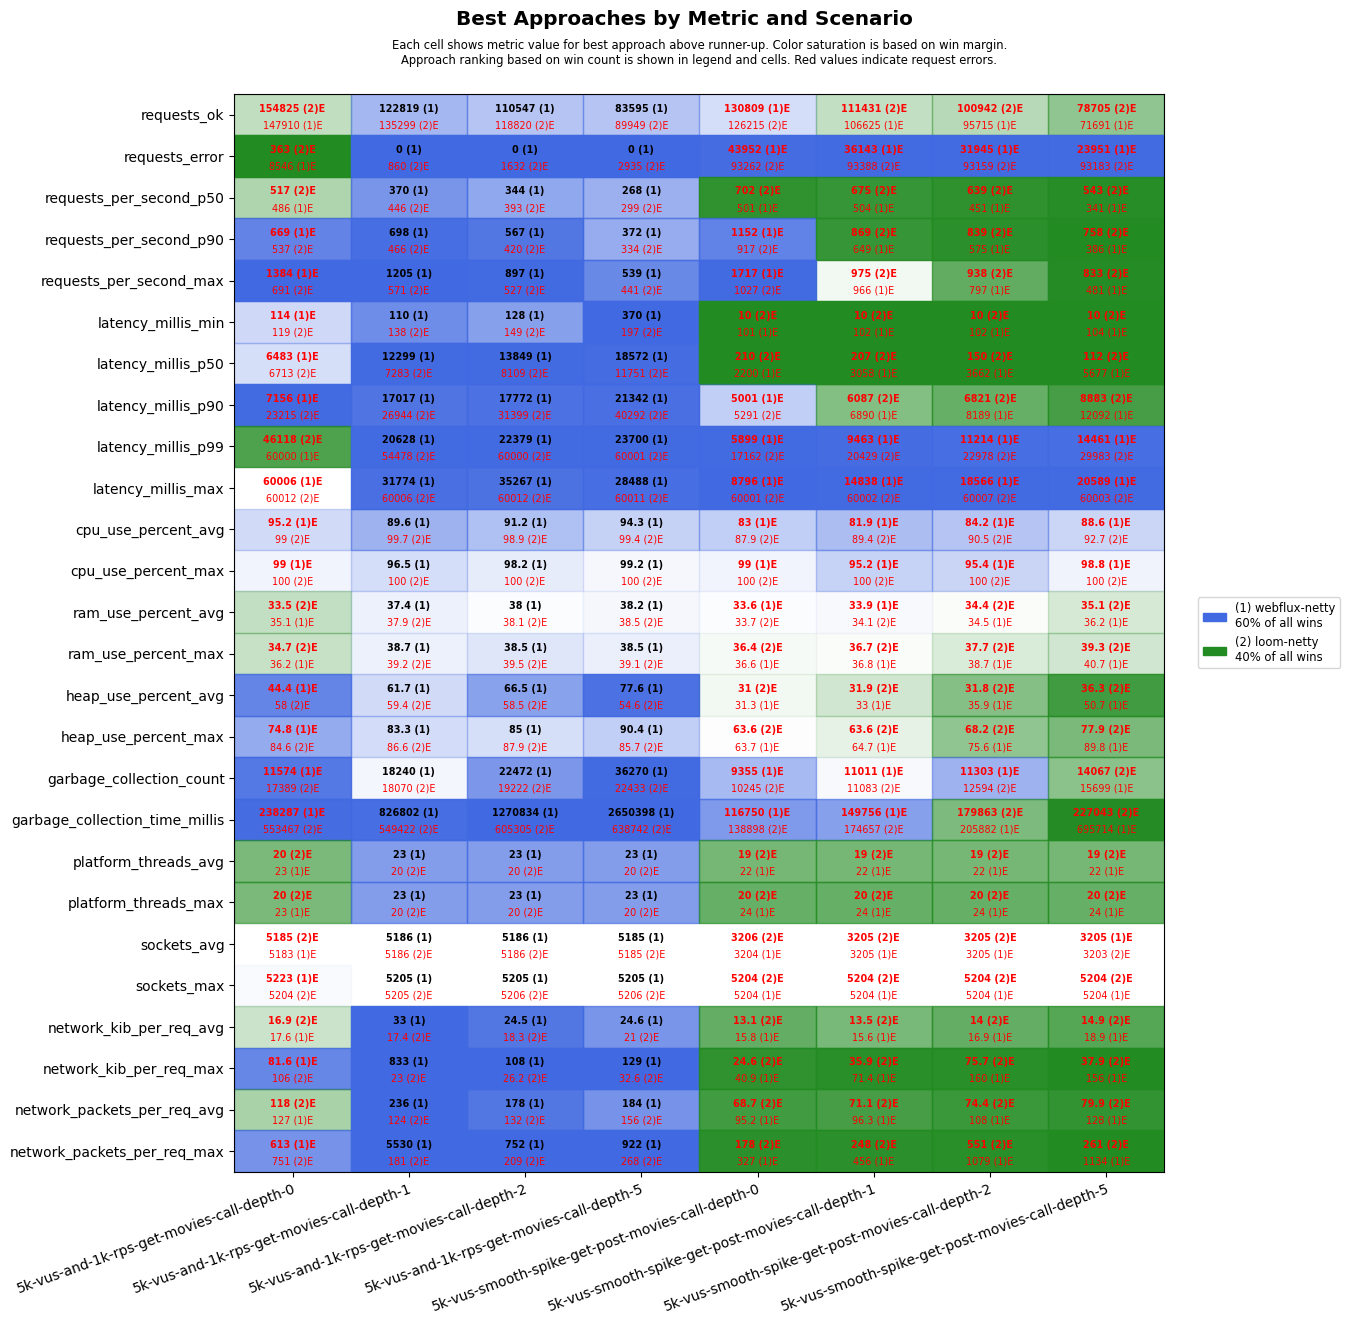 Best Approaches by Metric and Scenario
Each cell shows metric value for best approach above runner-up. Color saturation is based on win margin.
Approach ranking based on win count is shown in legend and cells. Red values indicate request errors.
requests_ok
154825 (2)E 122819 (1) 110547 (1) 83595 (1) 130809 (1)E 111431 (2)E 100942 (2)E 78705 (2)E
147910 (1)E 135299 (2)E 118820 (2)E 89949 (2)E 126215 (2)E 106625 (1)E 95715 (1)E 71691 (1)E
requests_error
363 (2)E 0 (1) 0 (1) 0 (1) 43952 (1)E 36143 (1)E 31945 (1)E 23951 (1)E
8546 (1)E 860 (2)E 1632 (2)E 2935 (2)E 93262 (2)E 93388 (2)E 93159 (2)E 93183 (2)E
requests_per_second_p50
517 (2)E 370 (1) 344 (1) 268 (1) 702 (2)E 675 (2)E 639 (2)E 543 (2)E
486 (1)E 446 (2)E 393 (2)E 299 (2)E 501 (1)E 504 (1)E 451 (1)E 341 (1)E
requests_per_second_p90
669 (1)E 698 (1) 567 (1) 372 (1) 1152 (1)E 869 (2)E 839 (2)E 758 (2)E
537 (2)E 466 (2)E 420 (2)E 334 (2)E 917 (2)E 649 (1)E 575 (1)E 386 (1)E
requests_per_second_max
1384 (1)E 1205 (1) 897 (1) 539 (1) 1717 (1)E 975 (2)E 938 (2)E 833 (2)E
691 (2)E 571 (2)E 527 (2)E 441 (2)E 1027 (2)E 966 (1)E 797 (1)E 481 (1)E
latency_millis_min
114 (1)E 110 (1) 128 (1) 370 (1) 10 (2)E 10 (2)E 10 (2)E 10 (2)E
119 (2)E 138 (2)E 149 (2)E 197 (2)E 101 (1)E 102 (1)E 102 (1)E 104 (1)E
latency_millis_p50
6483 (1)E 12299 (1) 13849 (1) 18572 (1) 210 (2)E 207 (2)E 150 (2)E 112 (2)E
6713 (2)E 7283 (2)E 8109 (2)E 11751 (2)E 2200 (1)E 3058 (1)E 3662 (1)E 5677 (1)E
latency_millis_p90
7156 (1)E 17017 (1) 17772 (1) 21342 (1) 5001 (1)E 6087 (2)E 6821 (2)E 8883 (2)E
23215 (2)E 26944 (2)E 31399 (2)E 40292 (2)E 5291 (2)E 6890 (1)E 8189 (1)E 12092 (1)E
latency_millis_p99
46118 (2)E 20628 (1) 22379 (1) 23700 (1) 5899 (1)E 9463 (1)E 11214 (1)E 14461 (1)E
60000 (1)E 54478 (2)E 60000 (2)E 60001 (2)E 17162 (2)E 20429 (2)E 22978 (2)E 29983 (2)E
latency_millis_max
60006 (1)E 31774 (1) 35267 (1) 28488 (1) 8796 (1)E 14838 (1)E 18566 (1)E 20589 (1)E
60012 (2)E 60006 (2)E 60012 (2)E 60011 (2)E 60001 (2)E 60002 (2)E 60007 (2)E 60003 (2)E
cpu_use_percent_avg
95.2 (1)E 89.6 (1) 91.2 (1) 94.3 (1) 83 (1)E 81.9 (1)E 84.2 (1)E 88.6 (1)E
99 (2)E 99.7 (2)E 98.9 (2)E 99.4 (2)E 87.9 (2)E 89.4 (2)E 90.5 (2)E 92.7 (2)E
cpu_use_percent_max
99 (1)E 96.5 (1) 98.2 (1) 99.2 (1) 99 (1)E 95.2 (1)E 95.4 (1)E 98.8 (1)E
100 (2)E 100 (2)E 100 (2)E 100 (2)E 100 (2)E 100 (2)E 100 (2)E 100 (2)E
ram_use_percent_avg
33.5 (2)E 37.4 (1) 38 (1) 38.2 (1) 33.6 (1)E 33.9 (1)E 34.4 (2)E 35.1 (2)E
35.1 (1)E 37.9 (2)E 38.1 (2)E 38.5 (2)E 33.7 (2)E 34.1 (2)E 34.5 (1)E 36.2 (1)E
ram_use_percent_max
34.7 (2)E 38.7 (1) 38.5 (1) 38.5 (1) 36.4 (2)E 36.7 (2)E 37.7 (2)E 39.3 (2)E
36.2 (1)E 39.2 (2)E 39.5 (2)E 39.1 (2)E 36.6 (1)E 36.8 (1)E 38.7 (1)E 40.7 (1)E
heap_use_percent_avg
44.4 (1)E 61.7 (1) 66.5 (1) 77.6 (1) 31 (2)E 31.9 (2)E 31.8 (2)E 36.3 (2)E
58 (2)E 59.4 (2)E 58.5 (2)E 54.6 (2)E 31.3 (1)E 33 (1)E 35.9 (1)E 50.7 (1)E
heap_use_percent_max
74.8 (1)E 83.3 (1) 85 (1) 90.4 (1) 63.6 (2)E 63.6 (2)E 68.2 (2)E 77.9 (2)E
84.6 (2)E 86.6 (2)E 87.9 (2)E 85.7 (2)E 63.7 (1)E 64.7 (1)E 75.6 (1)E 89.8 (1)E
garbage_collection_count
11574 (1)E 18240 (1) 22472 (1) 36270 (1) 9355 (1)E 11011 (1)E 11303 (1)E 14067 (2)E
17389 (2)E 18070 (2)E 19222 (2)E 22433 (2)E 10245 (2)E 11083 (2)E 12594 (2)E 15699 (1)E
garbage_collection_time_millis
238287 (1)E 826802 (1) 1270834 (1) 2650398 (1) 116750 (1)E 149756 (1)E 179863 (2)E 227043 (2)E
553467 (2)E 549422 (2)E 605305 (2)E 638742 (2)E 138898 (2)E 174657 (2)E 205882 (1)E 695714 (1)E
platform_threads_avg
20 (2)E 23 (1) 23 (1) 23 (1) 19 (2)E 19 (2)E 19 (2)E 19 (2)E
23 (1)E 20 (2)E 20 (2)E 20 (2)E 22 (1)E 22 (1)E 22 (1)E 22 (1)E
platform_threads_max
20 (2)E 23 (1) 23 (1) 23 (1) 20 (2)E 20 (2)E 20 (2)E 20 (2)E
23 (1)E 20 (2)E 20 (2)E 20 (2)E 24 (1)E 24 (1)E 24 (1)E 24 (1)E
sockets_avg
5185 (2)E 5186 (1) 5186 (1) 5185 (1) 3206 (2)E 3205 (2)E 3205 (2)E 3205 (1)E
5183 (1)E 5186 (2)E 5186 (2)E 5185 (2)E 3204 (1)E 3205 (1)E 3205 (1)E 3203 (2)E
sockets_max
5223 (1)E 5205 (1) 5205 (1) 5205 (1) 5204 (2)E 5204 (2)E 5204 (2)E 5204 (2)E
5204 (2)E 5205 (2)E 5206 (2)E 5206 (2)E 5204 (1)E 5204 (1)E 5204 (1)E 5204 (1)E
network_kib_per_req_avg
16.9 (2)E 33 (1) 24.5 (1) 24.6 (1) 13.1 (2)E 13.5 (2)E 14 (2)E 14.9 (2)E
17.6 (1)E 17.4 (2)E 18.3 (2)E 21 (2)E 15.8 (1)E 15.6 (1)E 16.9 (1)E 18.9 (1)E
network_kib_per_req_max
81.6 (1)E 833 (1) 108 (1) 129 (1) 24.6 (2)E 35.9 (2)E 75.7 (2)E 37.9 (2)E
106 (2)E 23 (2)E 26.2 (2)E 32.6 (2)E 40.9 (1)E 71.4 (1)E 160 (1)E 156 (1)E
network_packets_per_req_avg
118 (2)E 236 (1) 178 (1) 184 (1) 68.7 (2)E 71.1 (2)E 74.4 (2)E 79.9 (2)E
127 (1)E 124 (2)E 132 (2)E 156 (2)E 95.2 (1)E 96.3 (1)E 108 (1)E 128 (1)E
network_packets_per_req_max
613 (1)E 5530 (1) 752 (1) 922 (1) 178 (2)E 248 (2)E 551 (2)E 261 (2)E
751 (2)E 181 (2)E 209 (2)E 268 (2)E 327 (1)E 456 (1)E 1079 (1)E 1134 (1)E
(1) webflux-netty
60% of all wins
(2) loom-netty
40% of all wins
5k-vus-and-1k-rps-get-movies-call-depth-0
5k-vus-and-1k-rps-get-movies-call-depth-1
5k-vus-and-1k-rps-get-movies-call-depth-2
5k-vus-and-1k-rps-get-movies-call-depth-5
5k-vus-smooth-spike-get-post-movies-call-depth-0
5k-vus-smooth-spike-get-post-movies-call-depth-1
5k-vus-smooth-spike-get-post-movies-call-depth-2
5k-vus-smooth-spike-get-post-movies-call-depth-5